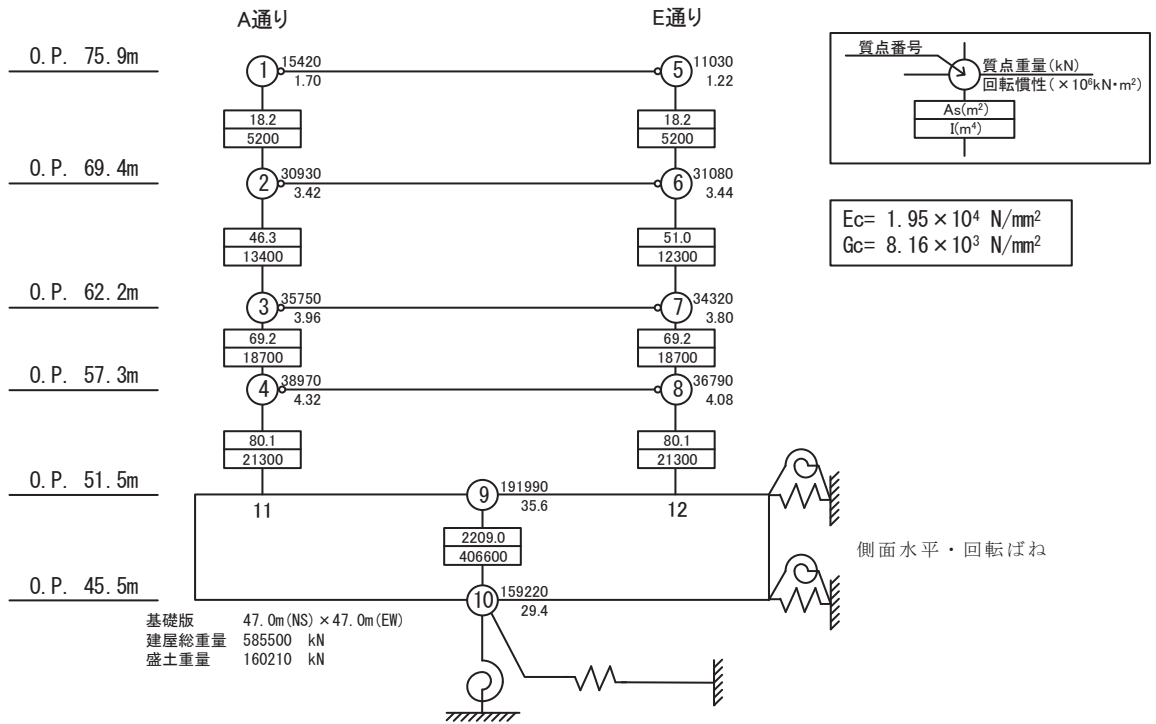 A通り E通り
O.P. 75.9m
1 15420 5 11030
1.70 1.22
18.2 18.2
5200 5200
O.P. 69.4m
2 30930 6 31080
3.42 3.44
46.3 51.0
13400 12300
O.P. 62.2m
3 35750 7 34320
3.96 3.80
69.2 69.2
18700 18700
O.P. 57.3m
4 38970 8 36790
4.32 4.08
80.1 80.1
21300 21300
O.P. 51.5m
11 9 191990 12
35.6
2209.0
406600
O.P. 45.5m
10 159220
29.4
側面水平・回転ばね
基礎版 47.0m(NS)×47.0m(EW)
建屋総重量 585500 kN
盛土重量 160210 kN
質点番号
質点重量(kN)
回転慣性(×10⁶kN・m²)
As(m²)
I(m⁴)
Ec= 1.95×10⁴ N/mm²
Gc= 8.16×10³ N/mm²